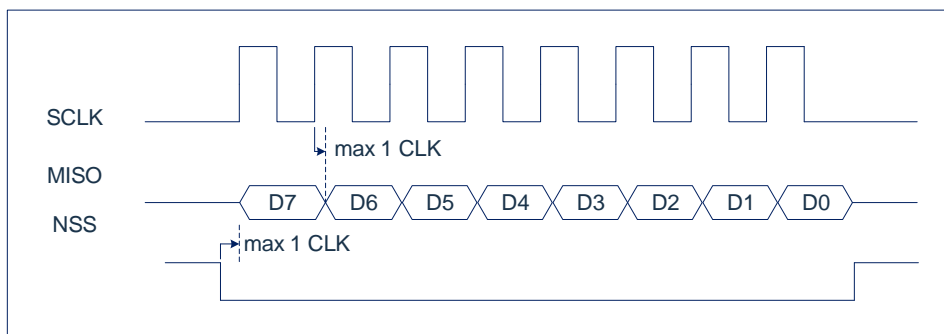 SCLK
max 1 CLK
MISO
D7 D6 D5 D4 D3 D2 D1 D0
NSS
max 1 CLK